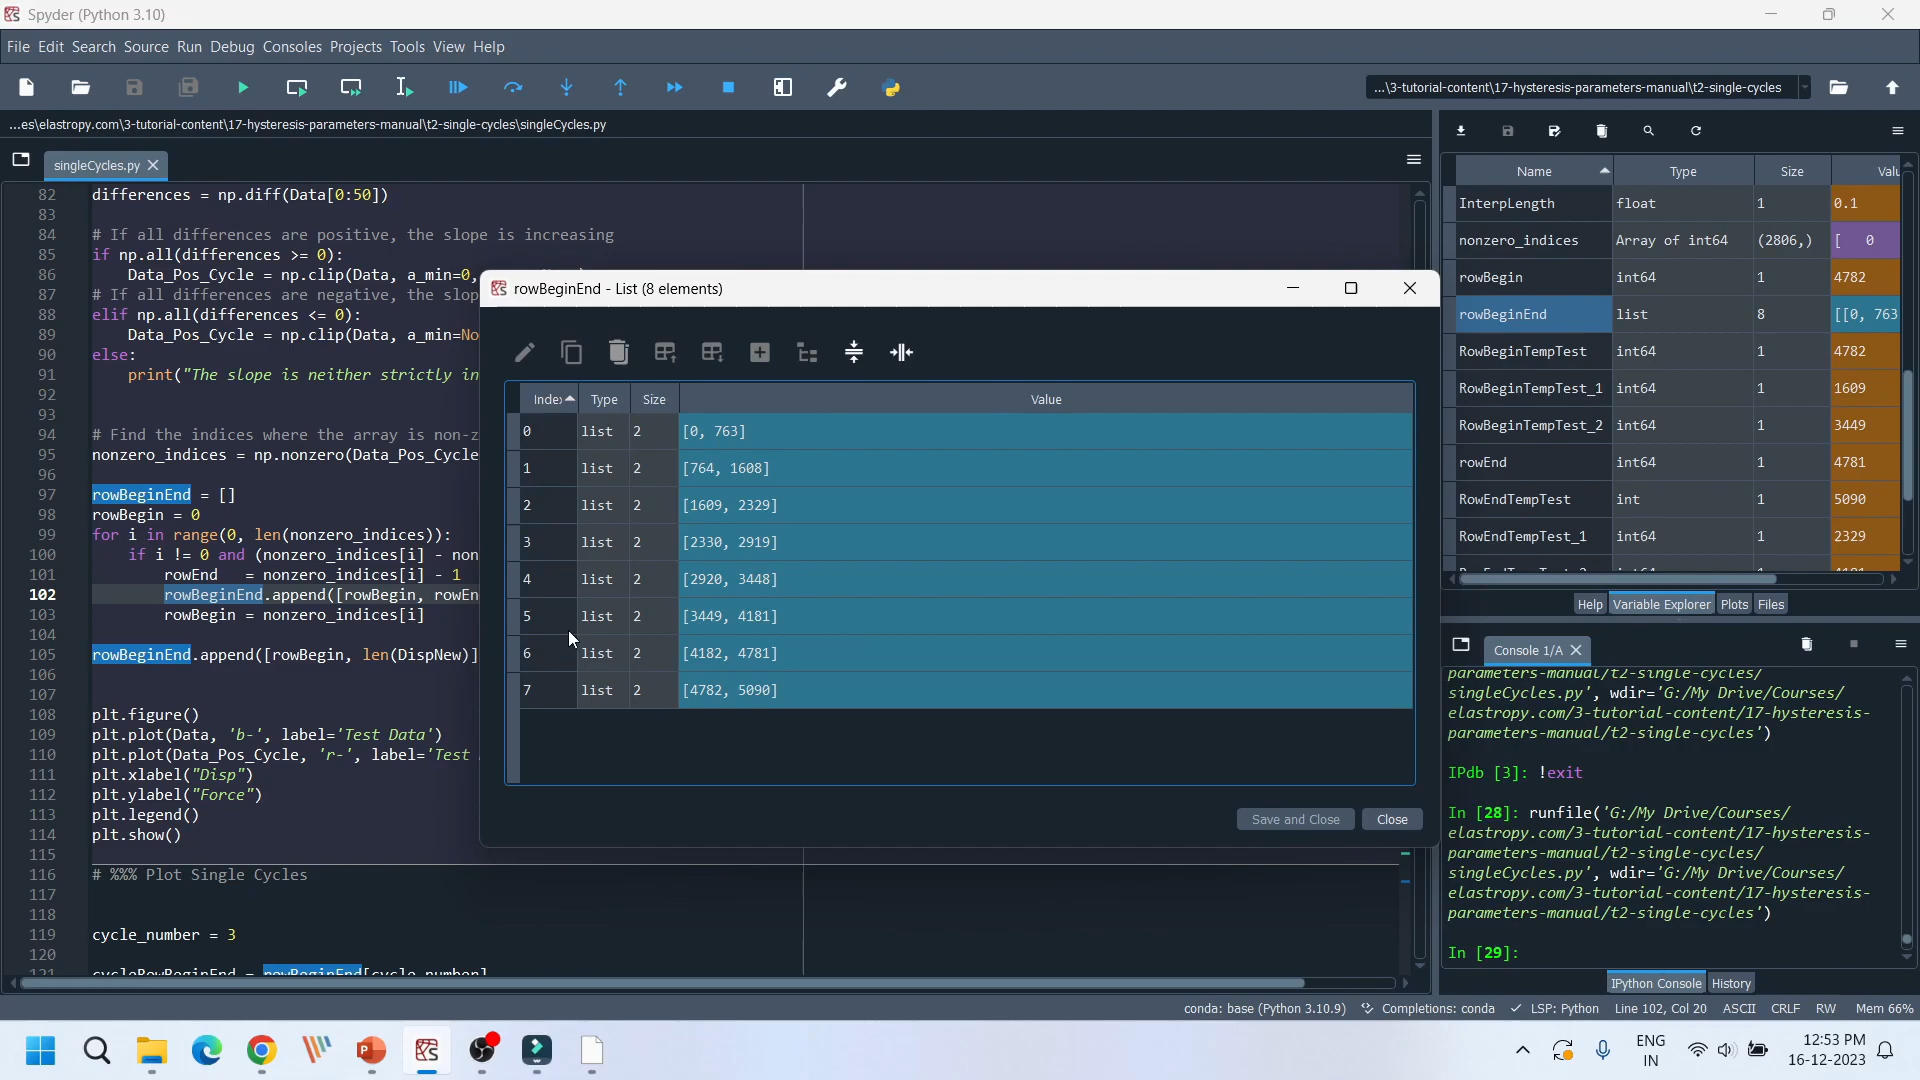 Spyder (Python 3.10)
File Edit Search Source Run Debug Consoles Projects Tools View Help
...\3-tutorial-content\17-hysteresis-parameters-manual\t2-single-cycles
...es\elastropy.com\3-tutorial-content\17-hysteresis-parameters-manual\t2-single-cycles\singleCycles.py
singleCycles.py
82 differences = np.diff(Data[0:50])
83
84 # If all differences are positive, the slope is increasing
85 if np.all(differences >= 0):
86 Data_Pos_Cycle = np.clip(Data, a_min=0,
87 # If all differences are negative, the slop
88 elif np.all(differences <= 0):
89 Data_Pos_Cycle = np.clip(Data, a_min=No
90 else:
91 print("The slope is neither strictly in
92
93
94 # Find the indices where the array is non-z
95 nonzero_indices = np.nonzero(Data_Pos_Cycle
96
97 rowBeginEnd = []
98 rowBegin = 0
99 for i in range(0, len(nonzero_indices)):
100 if i != 0 and (nonzero_indices[i] - non
101 rowEnd = nonzero_indices[i] - 1
102 rowBeginEnd.append([rowBegin, rowEn
103 rowBegin = nonzero_indices[i]
104
105 rowBeginEnd.append([rowBegin, len(DispNew)]
106
107
108 plt.figure()
109 plt.plot(Data, 'b-', label='Test Data')
110 plt.plot(Data_Pos_Cycle, 'r-', label='Test
111 plt.xlabel("Disp")
112 plt.ylabel("Force")
113 plt.legend()
114 plt.show()
115
116 # %%% Plot Single Cycles
117
118
119 cycle_number = 3
120
121 cycleRowBeginEnd = rowBeginEnd[cycle_number]
rowBeginEnd - List (8 elements)
Index Type Size Value
0 list 2 [0, 763]
1 list 2 [764, 1608]
2 list 2 [1609, 2329]
3 list 2 [2330, 2919]
4 list 2 [2920, 3448]
5 list 2 [3449, 4181]
6 list 2 [4182, 4781]
7 list 2 [4782, 5090]
Save and Close Close
Name Type Size Valu
InterpLength float 1 0.1
nonzero_indices Array of int64 (2806,) [ 0
rowBegin int64 1 4782
rowBeginEnd list 8 [[0, 763
RowBeginTempTest int64 1 4782
RowBeginTempTest_1 int64 1 1609
RowBeginTempTest_2 int64 1 3449
rowEnd int64 1 4781
RowEndTempTest int 1 5090
RowEndTempTest_1 int64 1 2329
Help Variable Explorer Plots Files
Console 1/A
parameters-manual/t2-single-cycles/
singleCycles.py', wdir='G:/My Drive/Courses/
elastropy.com/3-tutorial-content/17-hysteresis-
parameters-manual/t2-single-cycles')
IPdb [3]: !exit
In [28]: runfile('G:/My Drive/Courses/
elastropy.com/3-tutorial-content/17-hysteresis-
parameters-manual/t2-single-cycles/
singleCycles.py', wdir='G:/My Drive/Courses/
elastropy.com/3-tutorial-content/17-hysteresis-
parameters-manual/t2-single-cycles')
In [29]:
IPython Console History
conda: base (Python 3.10.9) Completions: conda LSP: Python Line 102, Col 20 ASCII CRLF RW Mem 66%
ENG
IN
12:53 PM
16-12-2023